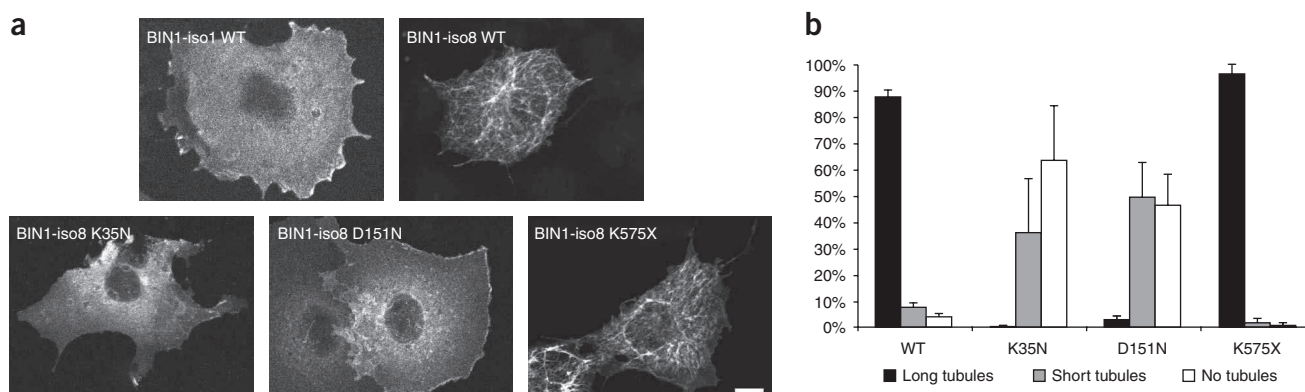 a
BIN1-iso1 WT
BIN1-iso8 WT
BIN1-iso8 K35N
BIN1-iso8 D151N
BIN1-iso8 K575X
b
100%
90%
80%
70%
60%
50%
40%
30%
20%
10%
0%
WT
K35N
D151N
K575X
Long tubules
Short tubules
No tubules